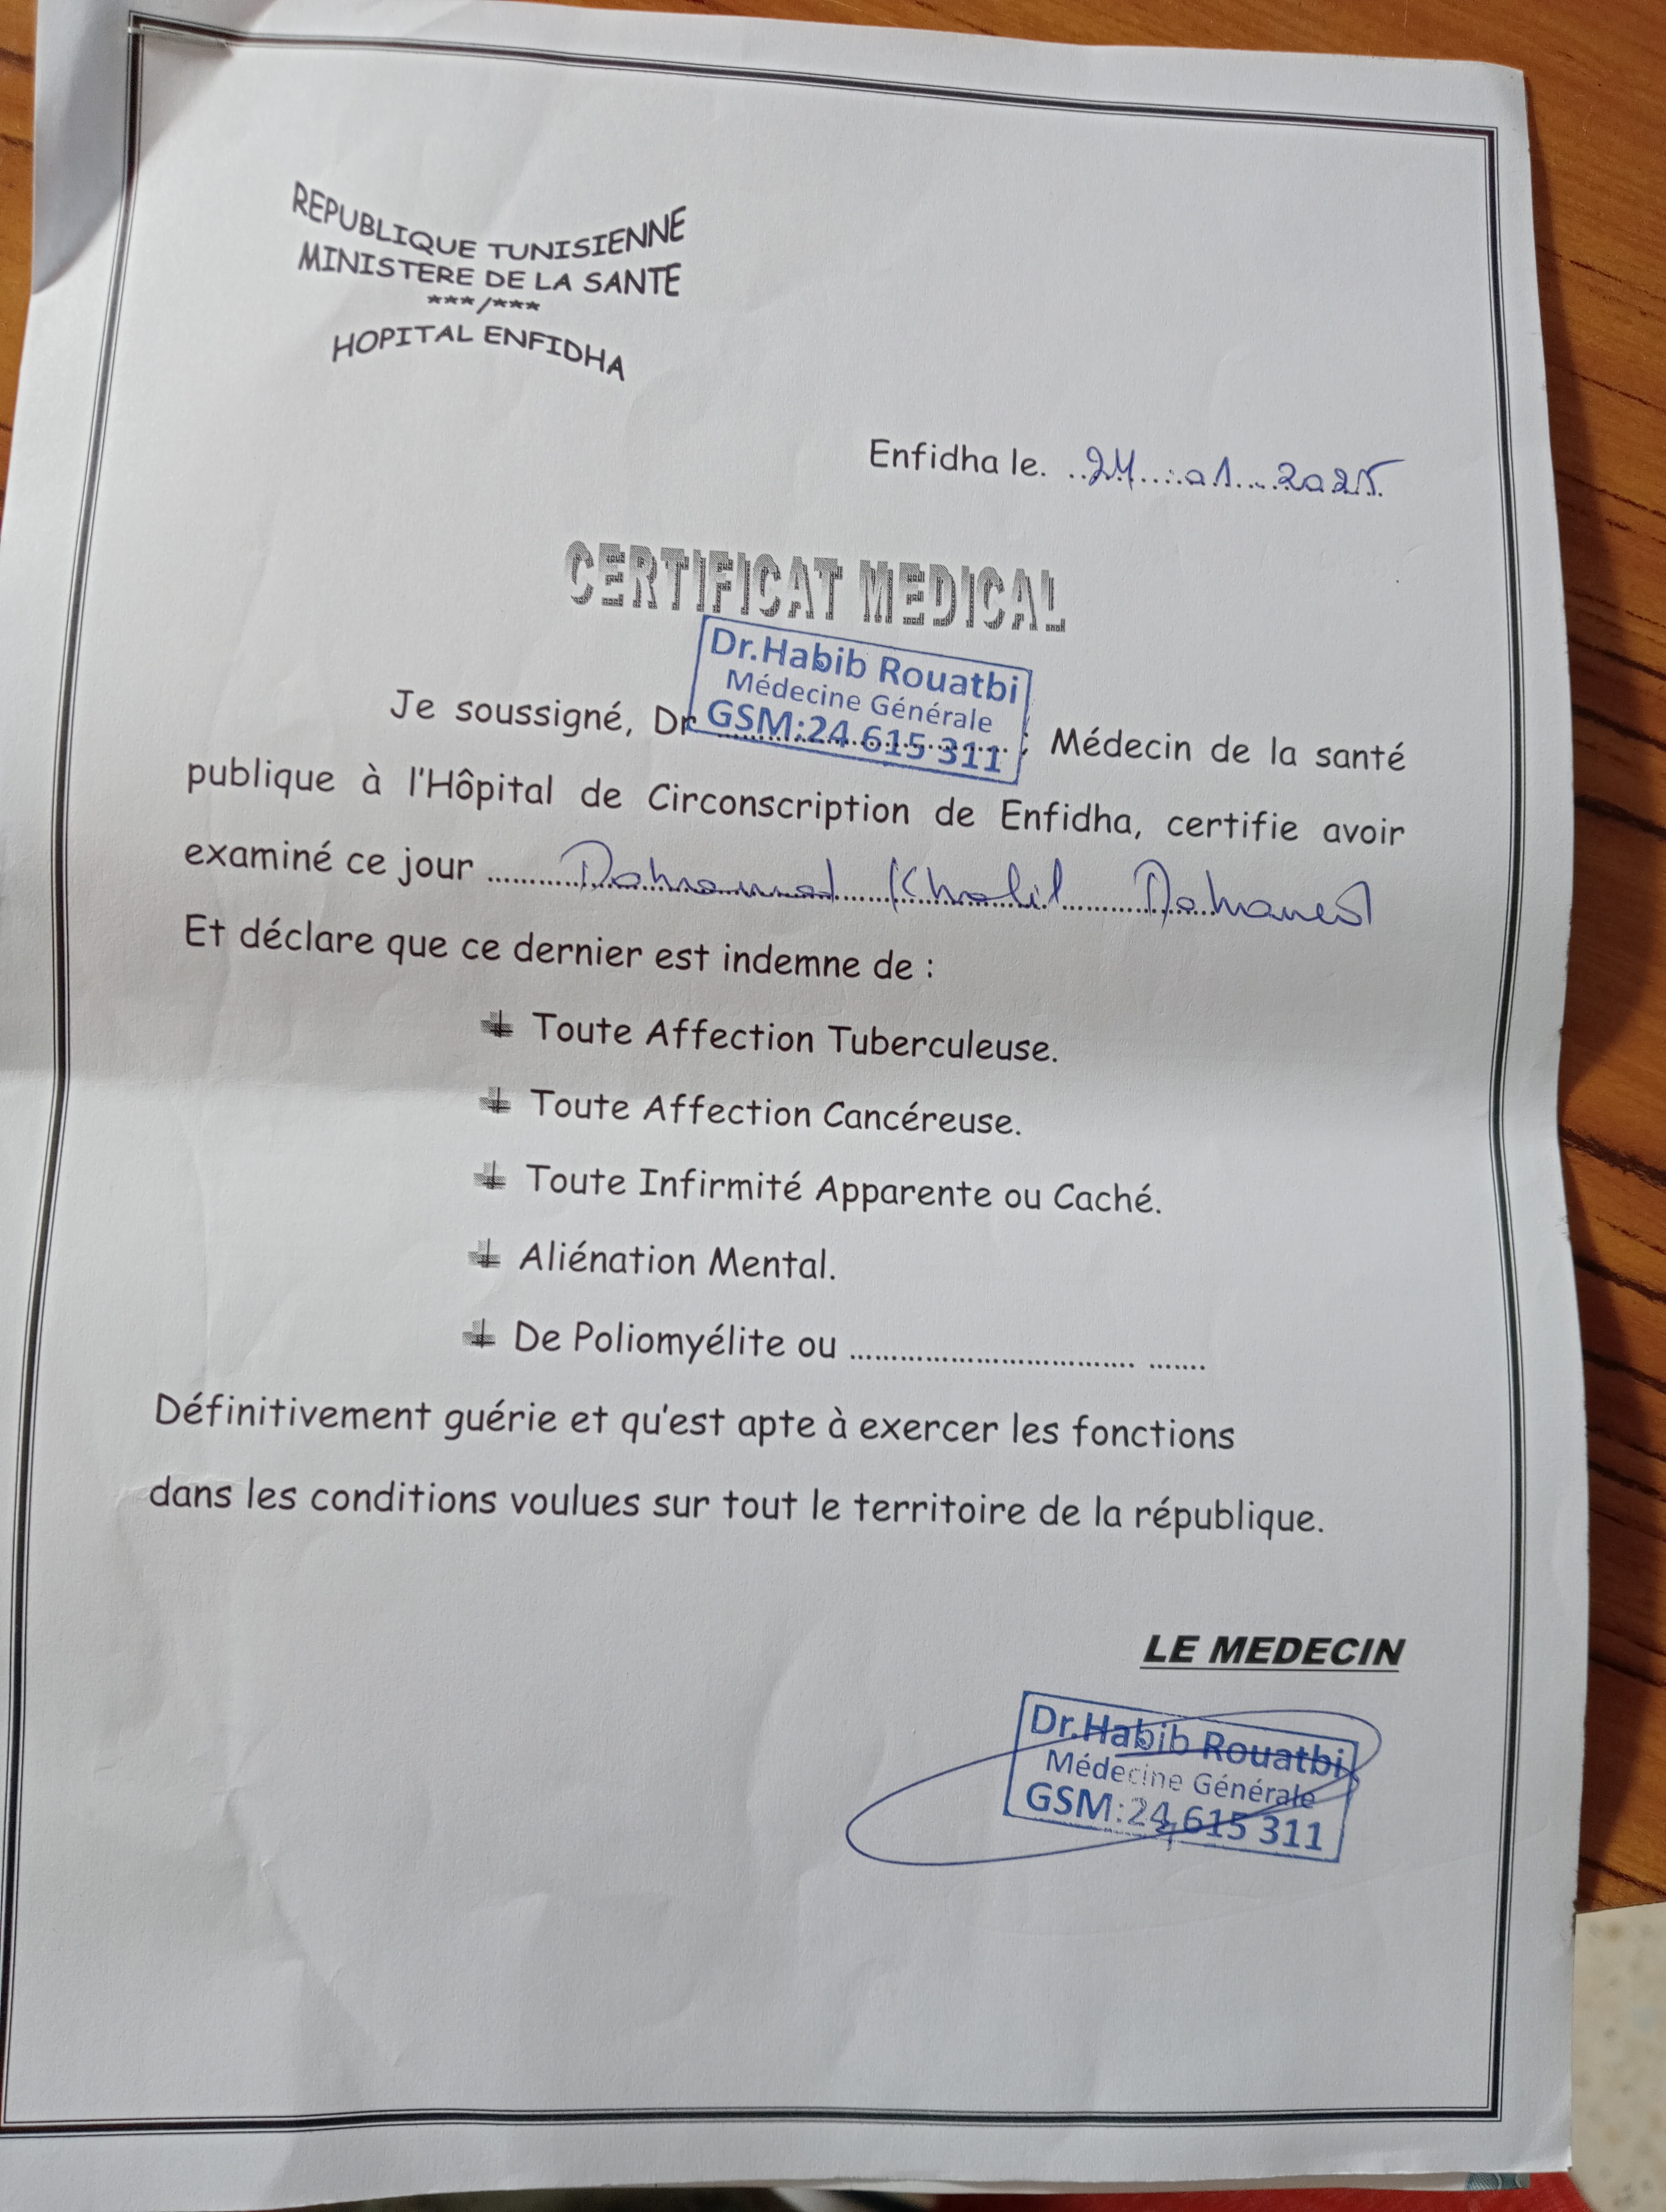 REPUBLIQUE TUNISIENNE
MINISTERE DE LA SANTE
***/***
HOPITAL ENFIDHA
Enfidha le. ..24....01....2025
CERTIFICAT MEDICAL
Dr.Habib Rouatbi
Médecine Générale
GSM:24 615 311
Je soussigné, Dr ; Médecin de la santé
publique à l'Hôpital de Circonscription de Enfidha, certifie avoir
examiné ce jour ........... Khalil
Et déclare que ce dernier est indemne de :
Toute Affection Tuberculeuse.
Toute Affection Cancéreuse.
Toute Infirmité Apparente ou Caché.
Aliénation Mental.
De Poliomyélite ou ................................. .......
Définitivement guérie et qu'est apte à exercer les fonctions
dans les conditions voulues sur tout le territoire de la république.
LE MEDECIN
Dr.Habib Rouatbi
Médecine Générale
GSM:24 615 311